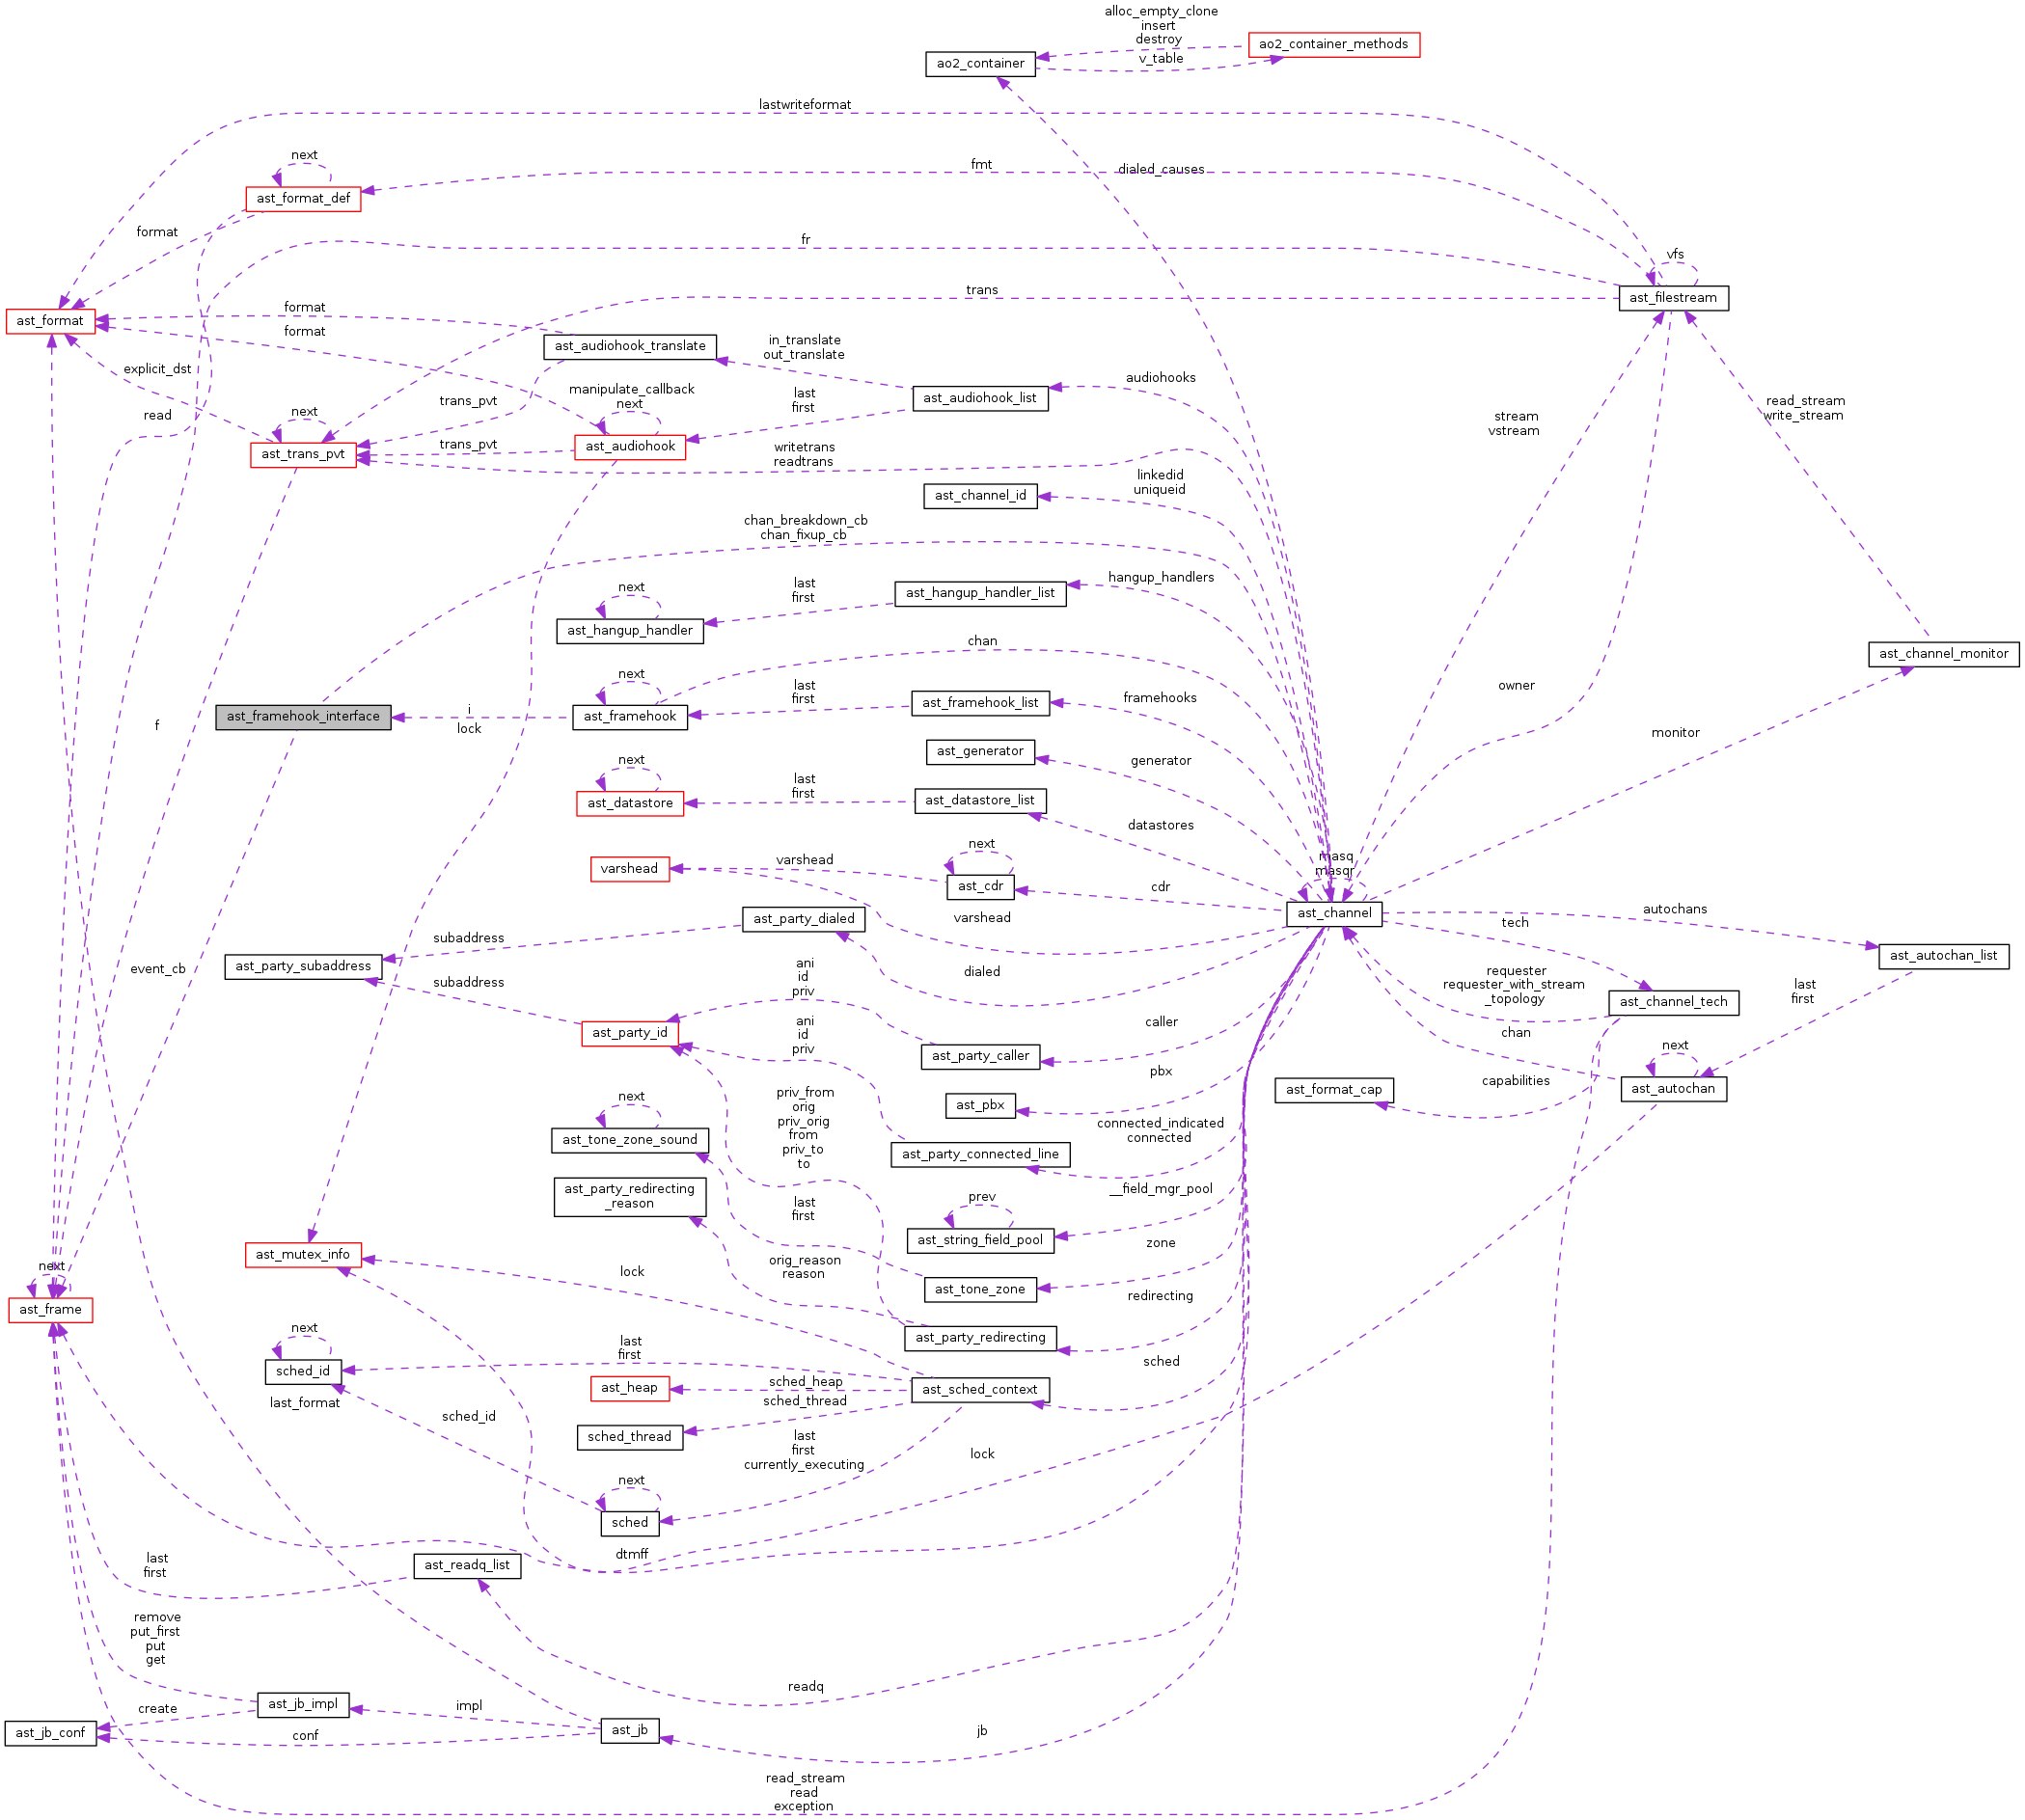 alloc_empty_clone
insert
destroy
ao2_container_methods
ao2_container
v_table
lastwriteformat
next
fmt
dialed_causes
ast_format_def
format
fr
vfs
trans
ast_filestream
format
ast_format
format
ast_audiohook_translate
in_translate
out_translate
explicit_dst
audiohooks
manipulate_callback
next
last
first
ast_audiohook_list
read_stream
write_stream
read
next
trans_pvt
stream
vstream
ast_trans_pvt
trans_pvt
ast_audiohook
writetrans
readtrans
linkedid
uniqueid
ast_channel_id
chan_breakdown_cb
chan_fixup_cb
hangup_handlers
next
last
first
ast_hangup_handler_list
ast_hangup_handler
chan
ast_channel_monitor
next
last
first
framehooks
owner
ast_framehook_list
ast_framehook_interface
i
ast_framehook
f
lock
monitor
ast_generator
generator
next
last
first
ast_datastore
ast_datastore_list
datastores
next
masq
masqr
varshead
varshead
ast_cdr
cdr
ast_channel
autochans
varshead
tech
ast_party_dialed
subaddress
ast_party_subaddress
dialed
ast_autochan_list
event_cb
subaddress
ani
id
priv
requester
requester_with_stream
_topology
last
first
ast_channel_tech
ast_party_id
ani
id
priv
caller
chan
next
ast_party_caller
pbx
capabilities
ast_format_cap
ast_autochan
next
priv_from
orig
priv_orig
from
priv_to
to
ast_pbx
connected_indicated
connected
ast_tone_zone_sound
ast_party_connected_line
ast_party_redirecting
_reason
last
first
prev
__field_mgr_pool
ast_string_field_pool
zone
ast_mutex_info
lock
orig_reason
reason
ast_tone_zone
redirecting
next
ast_frame
next
last
first
ast_party_redirecting
sched
sched_id
ast_heap
sched_heap
ast_sched_context
last_format
sched_thread
sched_id
sched_thread
last
first
currently_executing
lock
next
sched
last
first
ast_readq_list
dtmff
remove
put_first
put
get
readq
ast_jb_impl
create
impl
ast_jb_conf
conf
ast_jb
jb
read_stream
read
exception